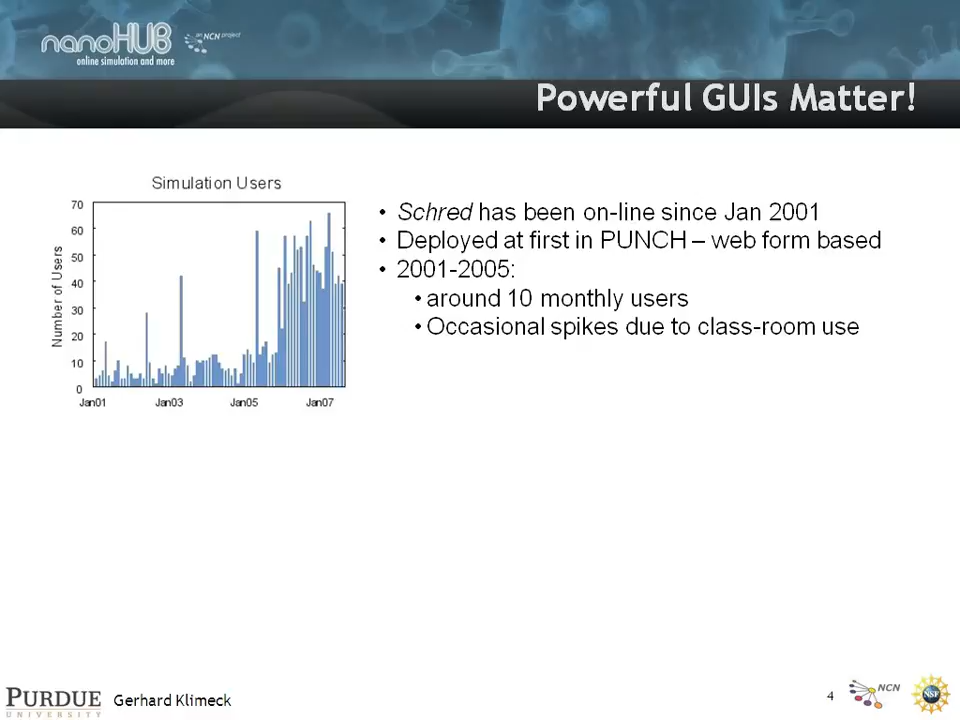 nanoHUB
an NCN project
online simulation and more
Powerful GUIs Matter!
Simulation Users
Number of Users
70
60
50
40
30
20
10
0
Jan01 Jan03 Jan05 Jan07
• Schred has been on-line since Jan 2001
• Deployed at first in PUNCH – web form based
• 2001-2005:
• around 10 monthly users
• Occasional spikes due to class-room use
PURDUE
UNIVERSITY
Gerhard Klimeck
4
NCN
NSF